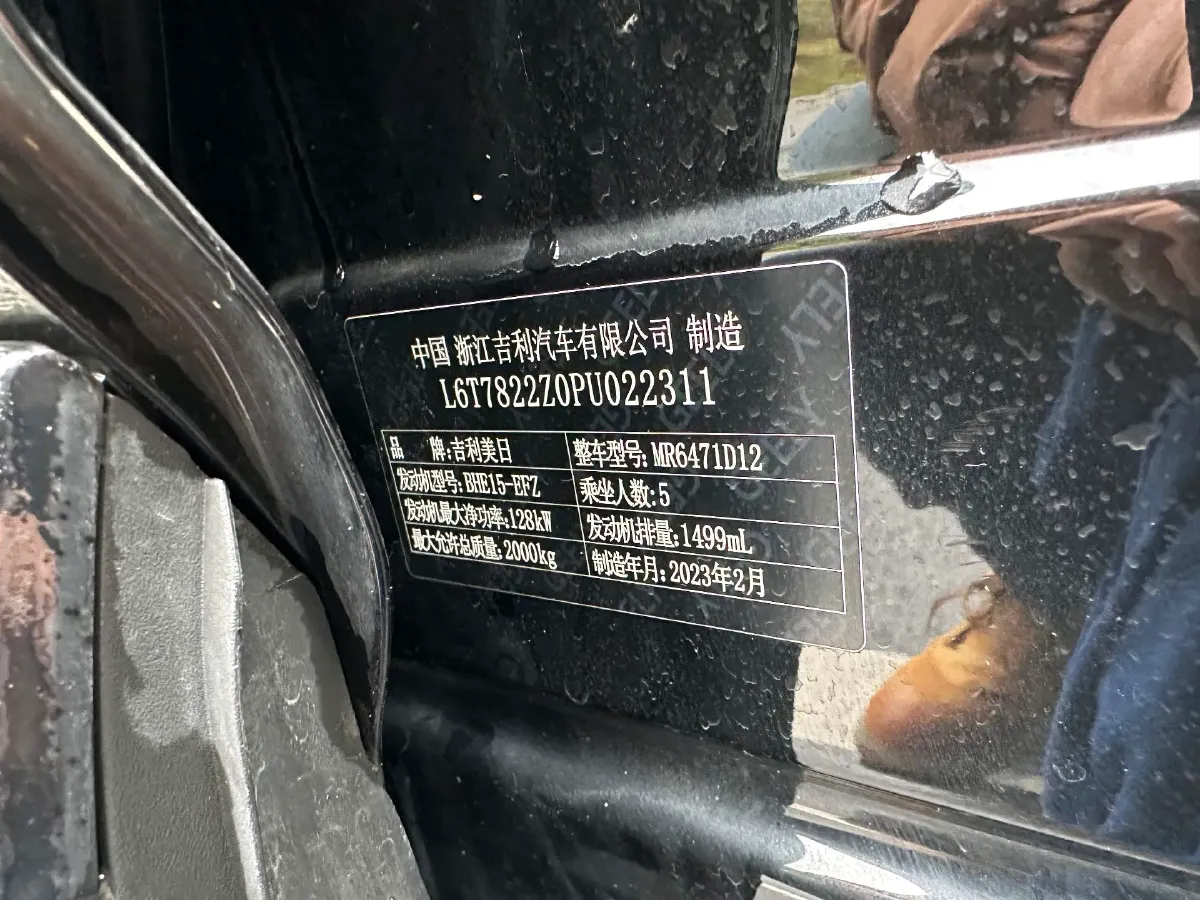 中国 浙江吉利汽车有限公司 制造
L6T7822Z0PU022311
品 牌:吉利美日 整车型号:MR6471D12
发动机型号:BHE15-EFZ 乘坐人数:5
发动机最大净功率:128kW 发动机排量:1499mL
最大允许总质量:2000kg 制造年月:2023年2月